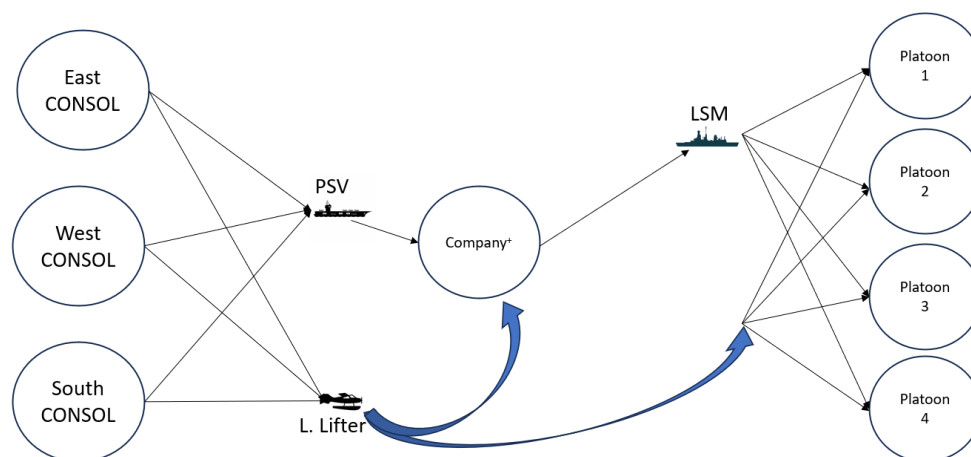 East
CONSOL
West
CONSOL
South
CONSOL
PSV
L. Lifter
Company⁺
LSM
Platoon
1
Platoon
2
Platoon
3
Platoon
4